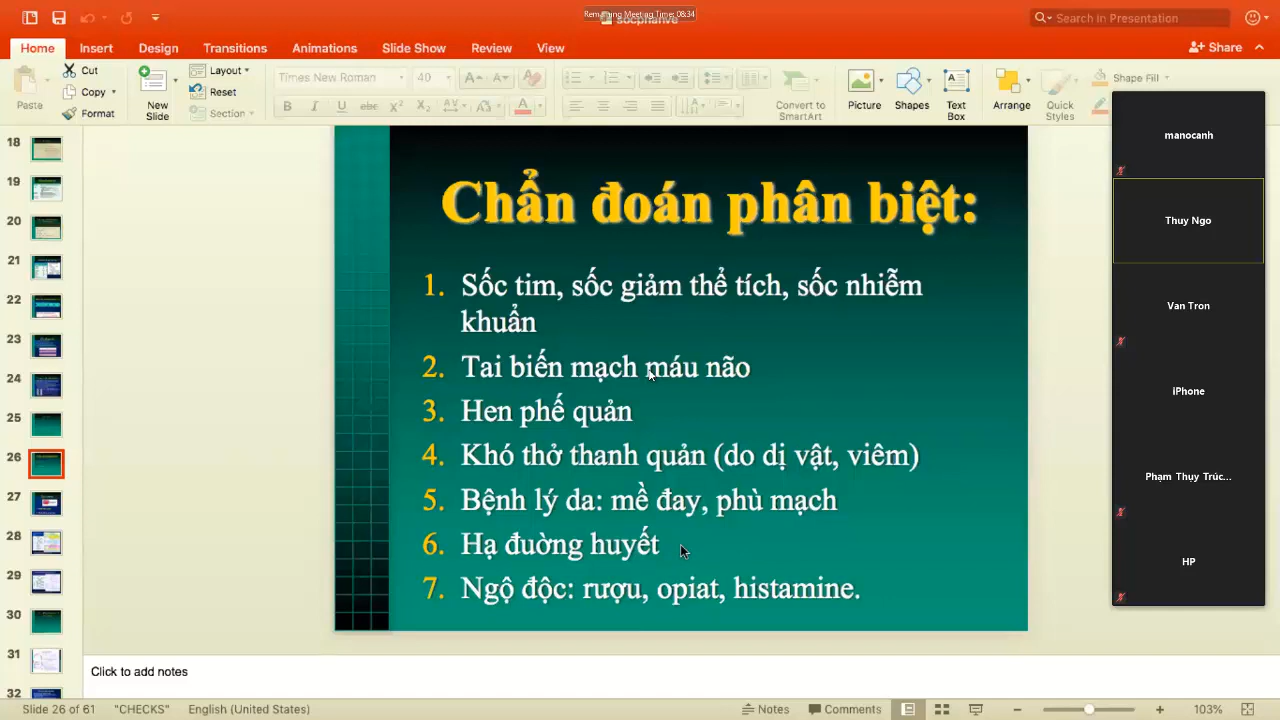 Remaining Meeting Time: 08:34
Search in Presentation
Home Insert Design Transitions Animations Slide Show Review View
Share
Paste
Cut
Copy
Format
New
Slide
Layout
Reset
Section
Times New Roman
40
Convert to
SmartArt
Picture
Shapes
Text
Box
Arrange
Quick
Styles
Shape Fill
18
19
20
21
22
23
24
25
26
27
28
29
30
31
32
Chẩn đoán phân biệt:
1. Sốc tim, sốc giảm thể tích, sốc nhiễm
khuẩn
2. Tai biến mạch máu não
3. Hen phế quản
4. Khó thở thanh quản (do dị vật, viêm)
5. Bệnh lý da: mề đay, phù mạch
6. Hạ đuờng huyết
7. Ngộ độc: rượu, opiat, histamine.
manocanh
Thuy Ngo
Van Tron
iPhone
Phạm Thụy Trúc...
HP
Click to add notes
Slide 26 of 61 "CHECKS" English (United States) Notes Comments 103%